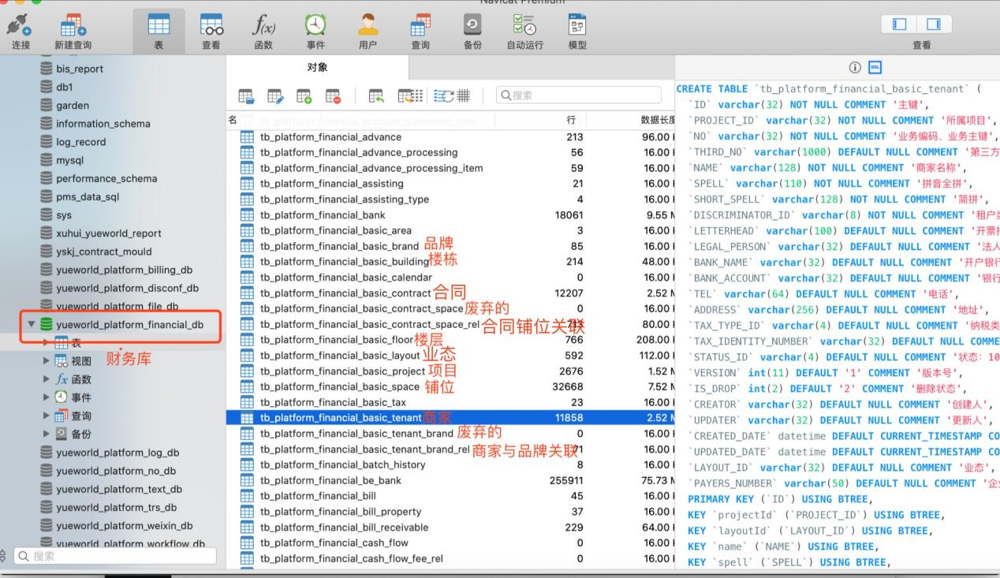 Navicat Premium
连接
新建查询
表
查看
函数
事件
用户
查询
备份
自动运行
模型
查看
bis_report
db1
garden
information_schema
log_record
mysql
performance_schema
pms_data_sql
sys
xuhui_yueworld_report
yskj_contract_mould
yueworld_platform_billing_db
yueworld_platform_disconf_db
yueworld_platform_file_db
yueworld_platform_financial_db
表
财务库
视图
函数
事件
查询
备份
yueworld_platform_log_db
yueworld_platform_no_db
yueworld_platform_text_db
yueworld_platform_trs_db
yueworld_platform_weixin_db
yueworld_platform_workflow_db
搜索
对象
搜索
名 行 数据长度
tb_platform_financial_account_statement_item 3
tb_platform_financial_advance 213 96.00
tb_platform_financial_advance_processing 56 16.00
tb_platform_financial_advance_processing_item 59 16.00
tb_platform_financial_assisting 21 16.00
tb_platform_financial_assisting_type 4 16.00
tb_platform_financial_bank 18061 9.55
tb_platform_financial_basic_area 3 16.00
tb_platform_financial_basic_brand 品牌 85 16.00
tb_platform_financial_basic_building 楼栋 214 48.00
tb_platform_financial_basic_calendar 0 16.00
tb_platform_financial_basic_contract 合同 12207 2.52
tb_platform_financial_basic_contract_space 废弃的 0 16.00
tb_platform_financial_basic_contract_space_rel 合同铺位关联 80.00
tb_platform_financial_basic_floor 楼层 766 208.00
tb_platform_financial_basic_layout 业态 592 112.00
tb_platform_financial_basic_project 项目 2676 1.52
tb_platform_financial_basic_space 铺位 32668 7.52
tb_platform_financial_basic_tax 23 16.00
tb_platform_financial_basic_tenant 商家 11858 2.52
tb_platform_financial_basic_tenant_brand 废弃的 0 16.00
tb_platform_financial_basic_tenant_brand_rel 商家与品牌关联 71 16.00
tb_platform_financial_batch_history 8 16.00
tb_platform_financial_be_bank 255911 75.73
tb_platform_financial_bill 45 16.00
tb_platform_financial_bill_property 37 16.00
tb_platform_financial_bill_receivable 229 64.00
tb_platform_financial_cash_flow 0 16.00
tb_platform_financial_cash_flow_fee_rel 0 16.00
DDL
CREATE TABLE `tb_platform_financial_basic_tenant` (
`ID` varchar(32) NOT NULL COMMENT '主键',
`PROJECT_ID` varchar(32) NOT NULL COMMENT '所属项目',
`NO` varchar(32) NOT NULL COMMENT '业务编码、业务主键',
`THIRD_NO` varchar(1000) DEFAULT NULL COMMENT '第三方
`NAME` varchar(128) NOT NULL COMMENT '商家名称',
`SPELL` varchar(110) NOT NULL COMMENT '拼音全拼',
`SHORT_SPELL` varchar(128) NOT NULL COMMENT '简拼',
`DISCRIMINATOR_ID` varchar(8) NOT NULL COMMENT '租户
`LETTERHEAD` varchar(100) DEFAULT NULL COMMENT '开票
`LEGAL_PERSON` varchar(32) DEFAULT NULL COMMENT '法人
`BANK_NAME` varchar(32) DEFAULT NULL COMMENT '开户银行
`BANK_ACCOUNT` varchar(32) DEFAULT NULL COMMENT '银行
`TEL` varchar(64) DEFAULT NULL COMMENT '电话',
`ADDRESS` varchar(256) DEFAULT NULL COMMENT '地址',
`TAX_TYPE_ID` varchar(4) DEFAULT NULL COMMENT '纳税类
`TAX_IDENTITY_NUMBER` varchar(32) DEFAULT NULL COMME
`STATUS_ID` varchar(4) DEFAULT NULL COMMENT '状态: 10
`VERSION` int(11) DEFAULT '1' COMMENT '版本号',
`IS_DROP` int(2) DEFAULT '2' COMMENT '删除状态',
`CREATOR` varchar(32) DEFAULT NULL COMMENT '创建人',
`UPDATER` varchar(32) DEFAULT NULL COMMENT '更新人',
`CREATED_DATE` datetime DEFAULT CURRENT_TIMESTAMP CO
`UPDATED_DATE` datetime DEFAULT CURRENT_TIMESTAMP CO
`LAYOUT_ID` varchar(32) DEFAULT NULL COMMENT '业态',
`PAYERS_NUMBER` varchar(50) DEFAULT NULL COMMENT '企
PRIMARY KEY (`ID`) USING BTREE,
KEY `projectId` (`PROJECT_ID`) USING BTREE,
KEY `layoutId` (`LAYOUT_ID`) USING BTREE,
KEY `name` (`NAME`) USING BTREE,
KEY `spell` (`SPELL`) USING BTREE,